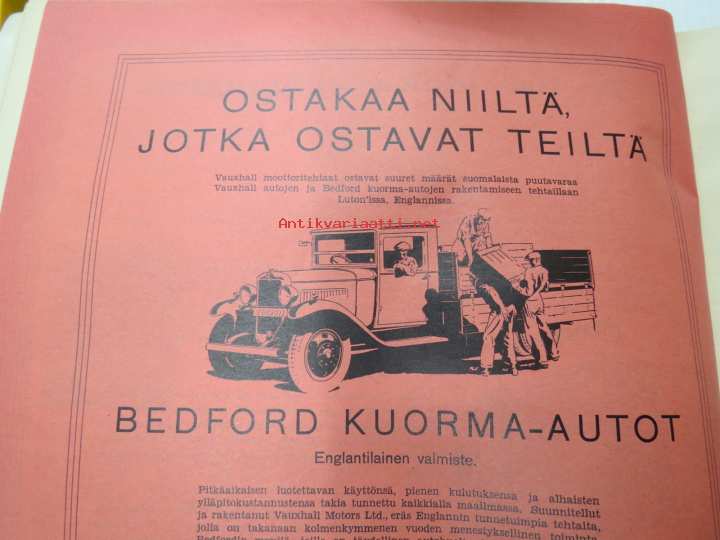 OSTAKAA NIILTÄ,
JOTKA OSTAVAT TEILTÄ
Vauxhall moottoritehtaat ostavat suuret määrät suomalaista puutavaraa
Vauxhall autojen ja Bedford kuorma-autojen rakentamiseen tehtaillaan
Luton'issa, Englannissa.
Antikvariaatti.net
BEDFORD KUORMA-AUTOT
Englantilainen valmiste.
Pitkäaikaisen luotettavan käyttönsä, pienen kulutuksensa ja alhaisten
ylläpitokustannustensa takia tunnettu kaikkialla maailmassa. Suunnitellut
ja rakentanut Vauxhall Motors Ltd., eräs Englannin tunnetuimpia tehtaita,
jolla on takanaan kolmenkymmenen vuoden menestyksellinen toiminta